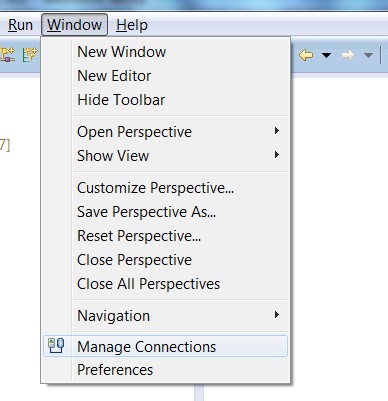 Run Window Help
New Window
New Editor
Hide Toolbar
7]
Open Perspective
Show View
Customize Perspective...
Save Perspective As...
Reset Perspective...
Close Perspective
Close All Perspectives
Navigation
Manage Connections
Preferences